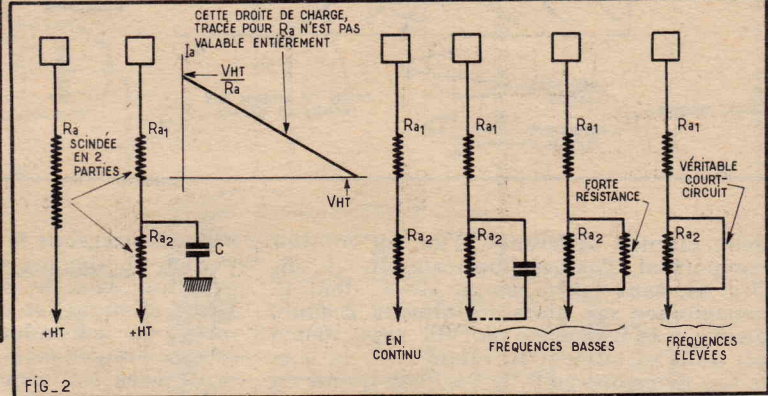 CETTE DROITE DE CHARGE,
TRACÉE POUR Ra N'EST PAS
VALABLE ENTIÈREMENT
Ia
VHT
Ra
VHT
Ra
SCINDÉE
EN 2
PARTIES
+HT
Ra1
Ra2
C
+HT
Ra1
Ra2
EN
CONTINU
Ra1
Ra2
Ra1
Ra2
FORTE
RÉSISTANCE
FRÉQUENCES BASSES
Ra1
Ra2
VÉRITABLE
COURT-
CIRCUIT
FRÉQUENCES
ÉLEVÉES
FIG_2